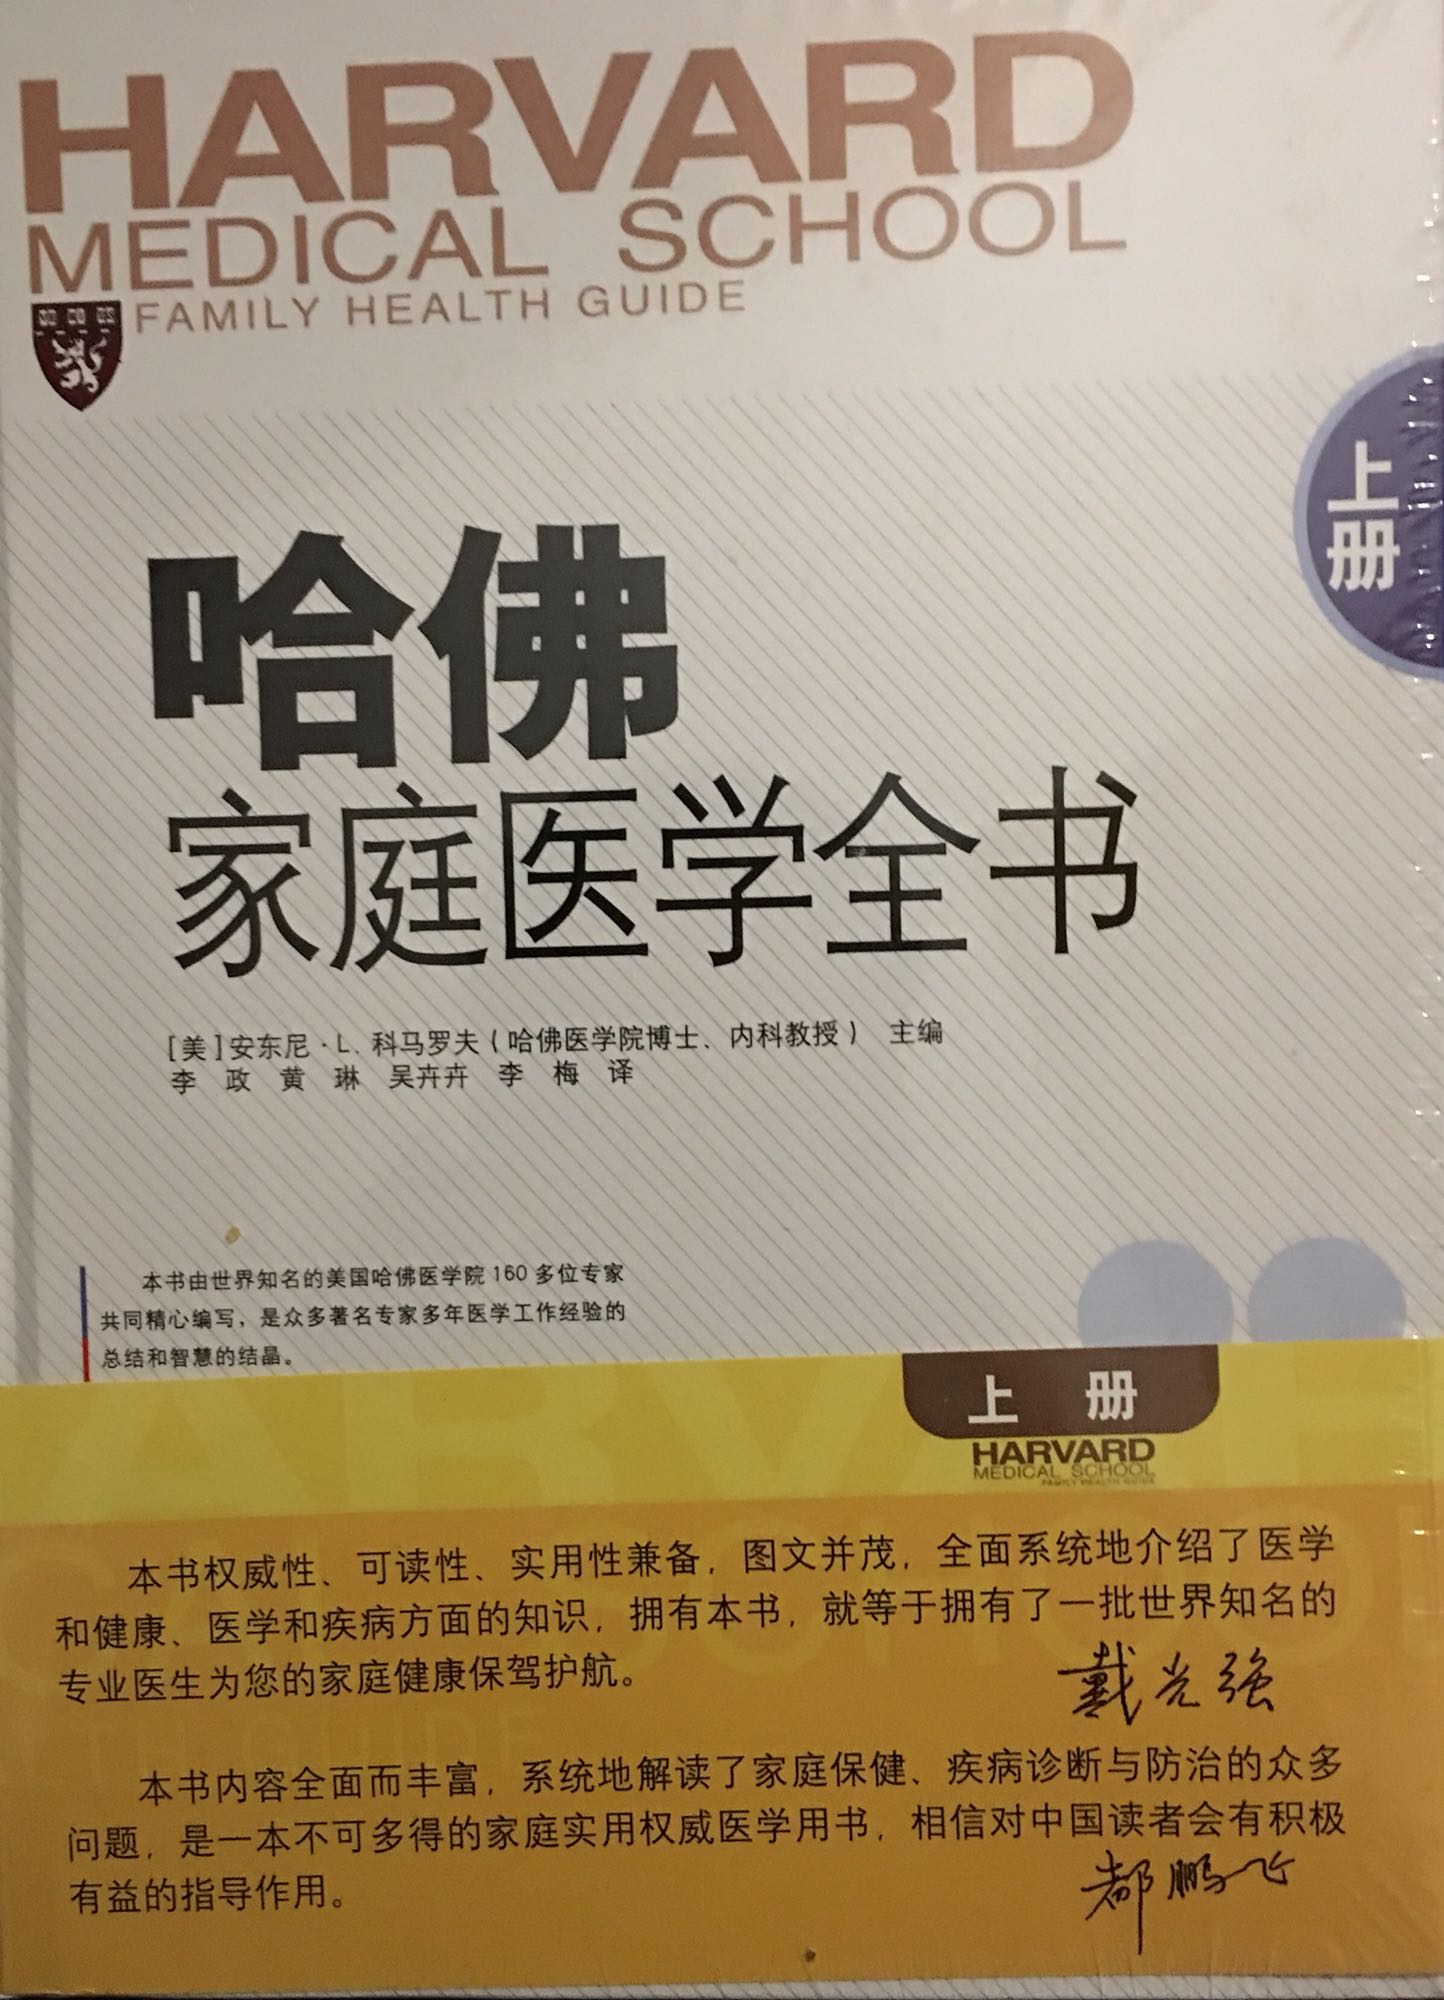 HARVARD
MEDICAL SCHOOL
FAMILY HEALTH GUIDE
上
册
哈佛
家庭医学全书
[美]安东尼·L.科马罗夫(哈佛医学院博士、内科教授) 主编
李 政 黄 琳 吴卉卉 李 梅 译
本书由世界知名的美国哈佛医学院160多位专家
共同精心编写，是众多著名专家多年医学工作经验的
总结和智慧的结晶。
上 册
HARVARD
MEDICAL SCHOOL
FAMILY HEALTH GUIDE
本书权威性、可读性、实用性兼备，图文并茂，全面系统地介绍了医学
和健康、医学和疾病方面的知识，拥有本书，就等于拥有了一批世界知名的
专业医生为您的家庭健康保驾护航。
戴光强
本书内容全面而丰富，系统地解读了家庭保健、疾病诊断与防治的众多
问题，是一本不可多得的家庭实用权威医学用书，相信对中国读者会有积极
有益的指导作用。
都鹏飞